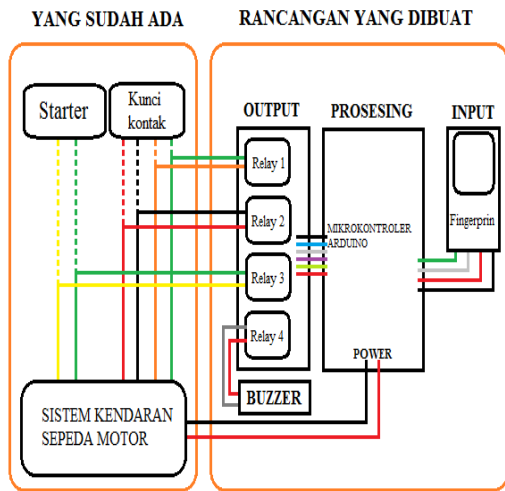 YANG SUDAH ADA
RANCANGAN YANG DIBUAT
Starter
Kunci
kontak
OUTPUT
PROSESING
INPUT
Relay 1
Relay 2
Relay 3
Relay 4
MIKROKONTROLER
ARDUINO
Fingerprin
POWER
BUZZER
SISTEM KENDARAN
SEPEDA MOTOR